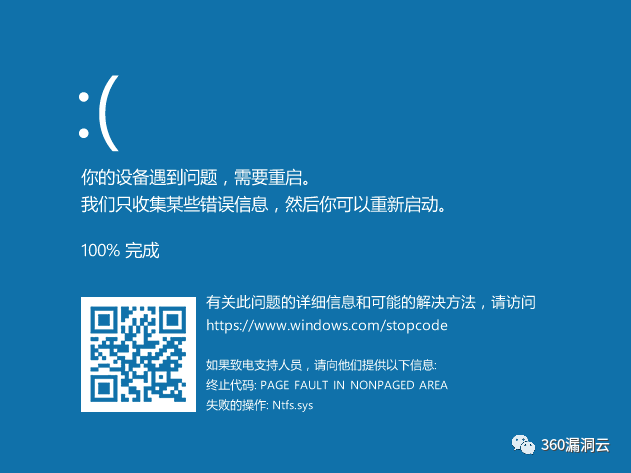 :(
你的设备遇到问题，需要重启。
我们只收集某些错误信息，然后你可以重新启动。
100% 完成
有关此问题的详细信息和可能的解决方法，请访问
https://www.windows.com/stopcode
如果致电支持人员，请向他们提供以下信息:
终止代码: PAGE FAULT IN NONPAGED AREA
失败的操作: Ntfs.sys
360漏洞云